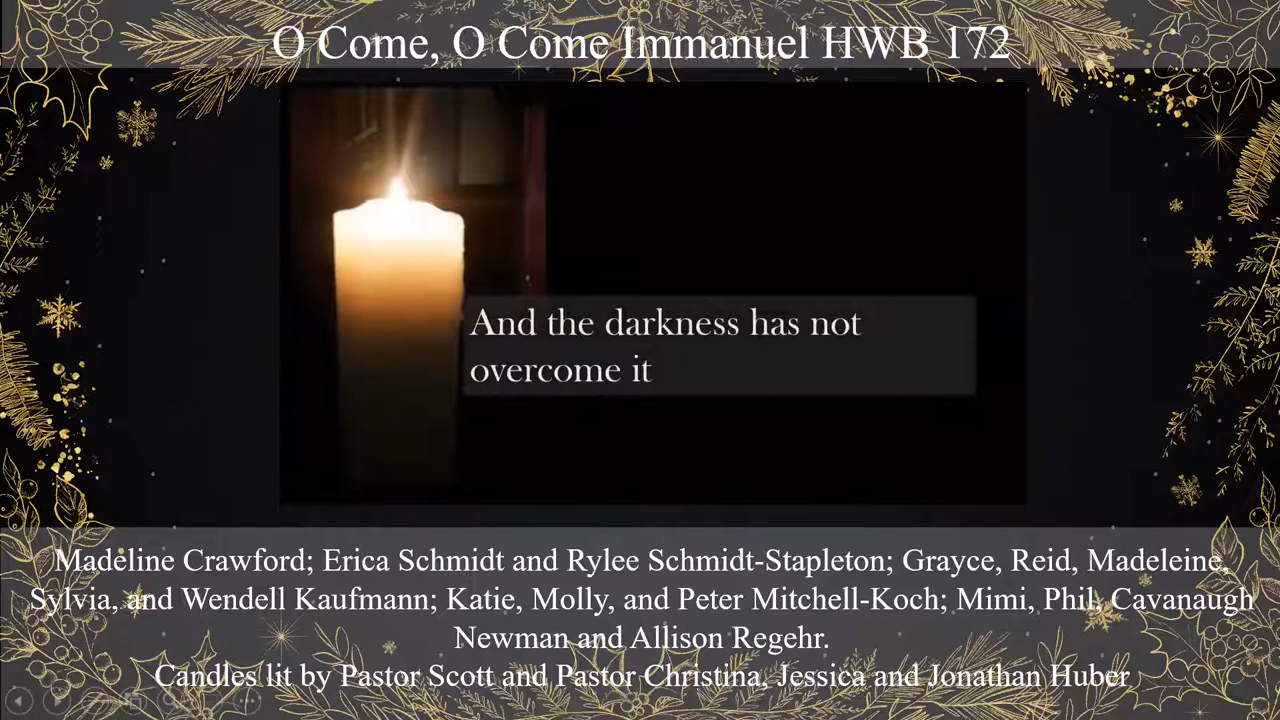 O Come, O Come Immanuel HWB 172
And the darkness has not
overcome it
Madeline Crawford; Erica Schmidt and Rylee Schmidt-Stapleton; Grayce, Reid, Madeleine,
Sylvia, and Wendell Kaufmann; Katie, Molly, and Peter Mitchell-Koch; Mimi, Phil, Cavanaugh
Newman and Allison Regehr.
Candles lit by Pastor Scott and Pastor Christina, Jessica and Jonathan Huber